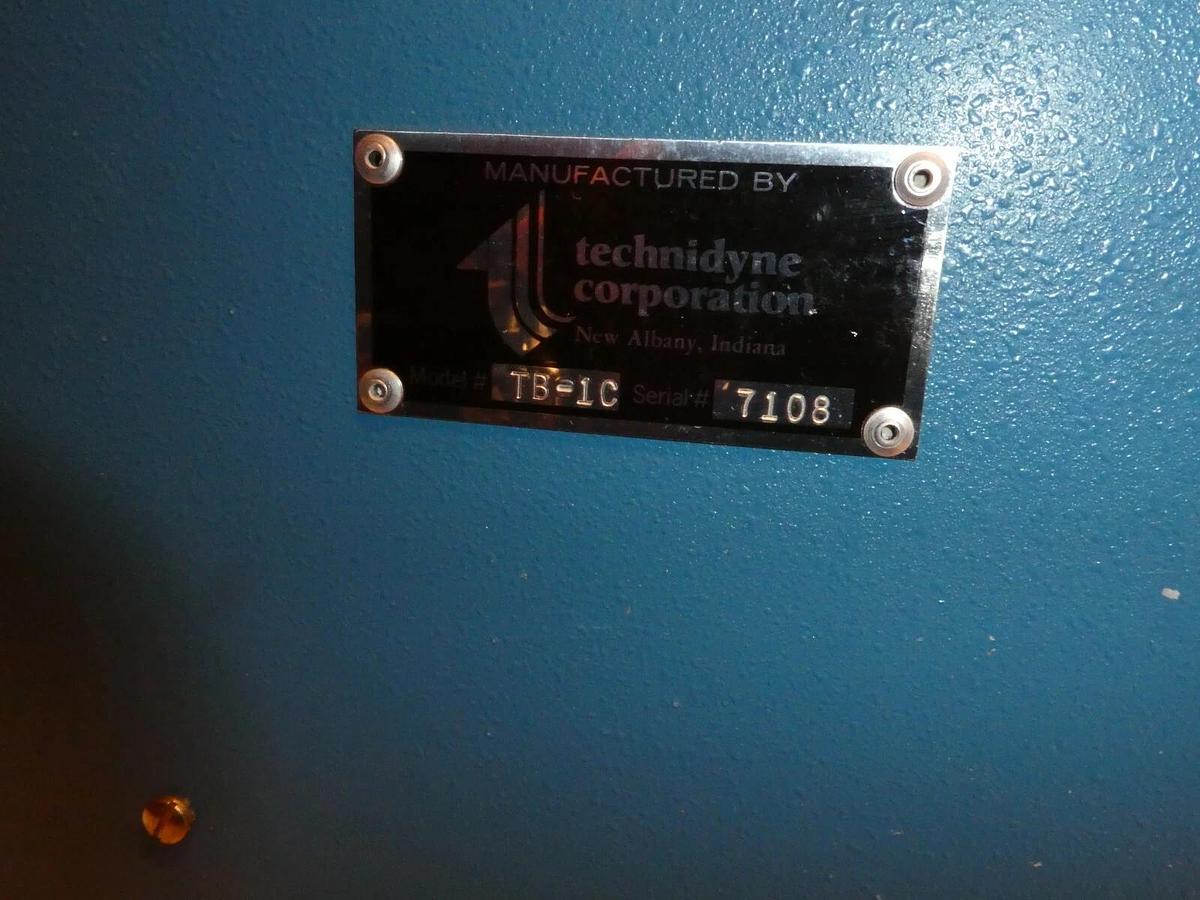 MANUFACTURED BY
technidyne
corporation
New Albany, Indiana
Model # TB-1C Serial # 7108